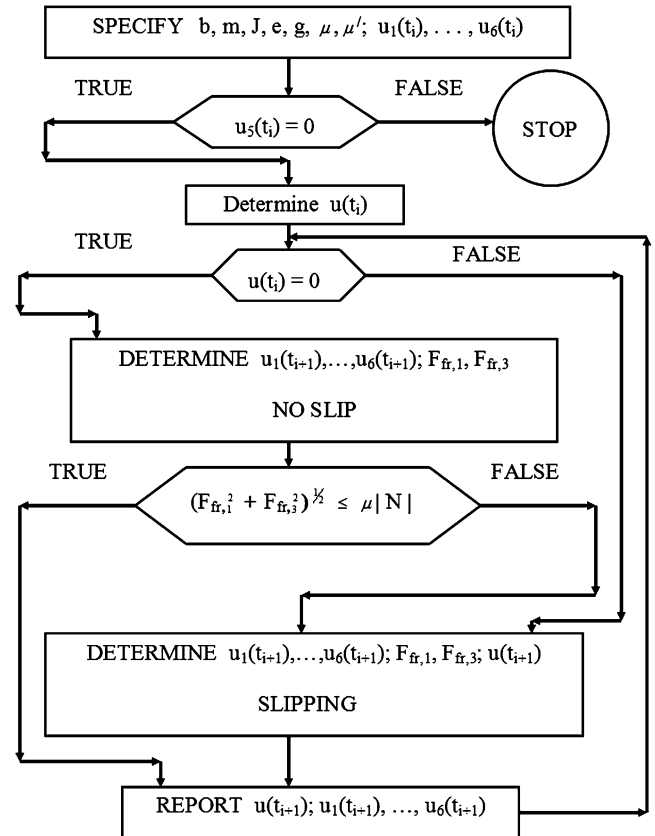 SPECIFY b, m, J, e, g, μ, μ′; u₁(tᵢ), . . . , u₆(tᵢ)
TRUE
FALSE
u₅(tᵢ) = 0
STOP
Determine u(tᵢ)
TRUE
FALSE
u(tᵢ) = 0
DETERMINE u₁(tᵢ₊₁),…,u₆(tᵢ₊₁); F_fr,1, F_fr,3
NO SLIP
TRUE
FALSE
(F_fr,1² + F_fr,3²)^½ ≤ μ| N |
DETERMINE u₁(tᵢ₊₁),…,u₆(tᵢ₊₁); F_fr,1, F_fr,3; u(tᵢ₊₁)
SLIPPING
REPORT u(tᵢ₊₁); u₁(tᵢ₊₁), …, u₆(tᵢ₊₁)